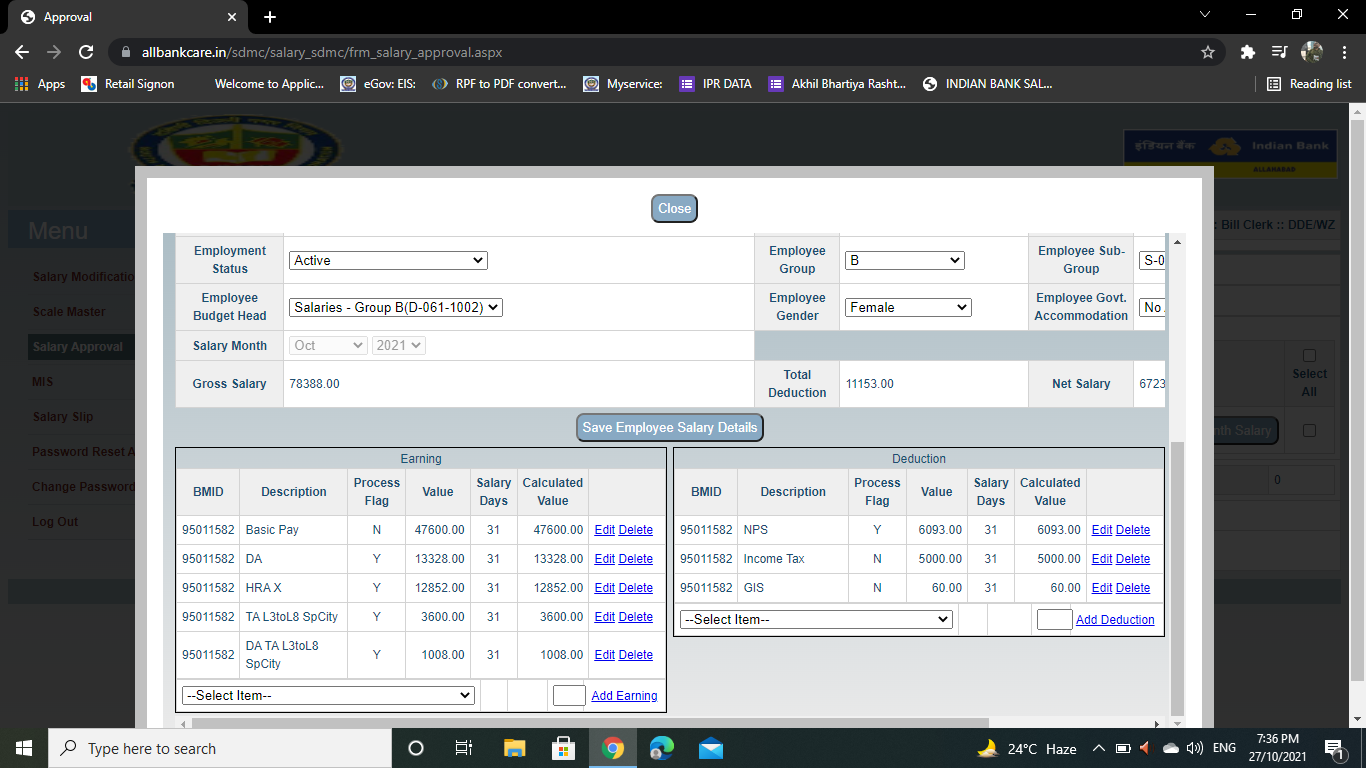 Approval
allbankcare.in/sdmc/salary_sdmc/frm_salary_approval.aspx
Apps Retail Signon Welcome to Applic... eGov: EIS: RPF to PDF convert... Myservice: IPR DATA Akhil Bhartiya Rasht... INDIAN BANK SAL... Reading list
इंडियन बैंक Indian Bank
ALLAHABAD
Close
Menu
: Bill Clerk :: DDE/WZ
Salary Modificatio
Scale Master
Salary Approval
MIS
Salary Slip
Password Reset A
Change Password
Log Out
Select All
nth Salary
0
Employment Status Active Employee Group B Employee Sub-Group S-0
Employee Budget Head Salaries - Group B(D-061-1002) Employee Gender Female Employee Govt. Accommodation No
Salary Month Oct 2021
Gross Salary 78388.00 Total Deduction 11153.00 Net Salary 6723
Save Employee Salary Details
Earning
BMID Description Process Flag Value Salary Days Calculated Value
95011582 Basic Pay N 47600.00 31 47600.00 Edit Delete
95011582 DA Y 13328.00 31 13328.00 Edit Delete
95011582 HRA X Y 12852.00 31 12852.00 Edit Delete
95011582 TA L3toL8 SpCity Y 3600.00 31 3600.00 Edit Delete
95011582 DA TA L3toL8 SpCity Y 1008.00 31 1008.00 Edit Delete
--Select Item-- Add Earning
Deduction
BMID Description Process Flag Value Salary Days Calculated Value
95011582 NPS Y 6093.00 31 6093.00 Edit Delete
95011582 Income Tax N 5000.00 31 5000.00 Edit Delete
95011582 GIS N 60.00 31 60.00 Edit Delete
--Select Item-- Add Deduction
Type here to search
24°C Haze
ENG
7:36 PM
27/10/2021
1